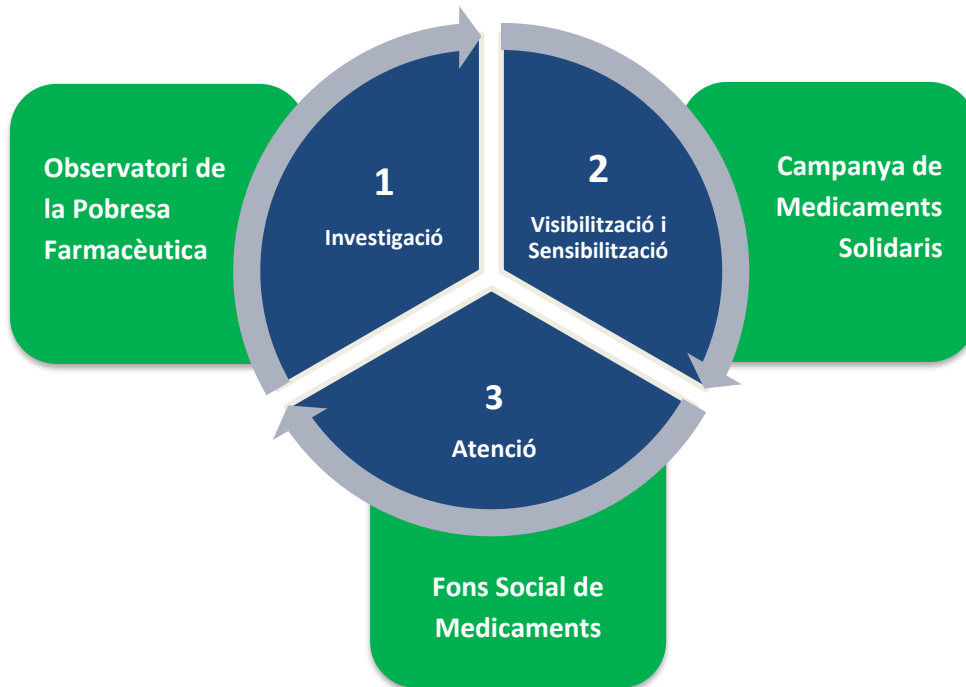 Observatori de
la Pobresa
Farmacèutica
1
Investigació
2
Visibilització i
Sensibilització
Campanya de
Medicaments
Solidaris
3
Atenció
Fons Social de
Medicaments